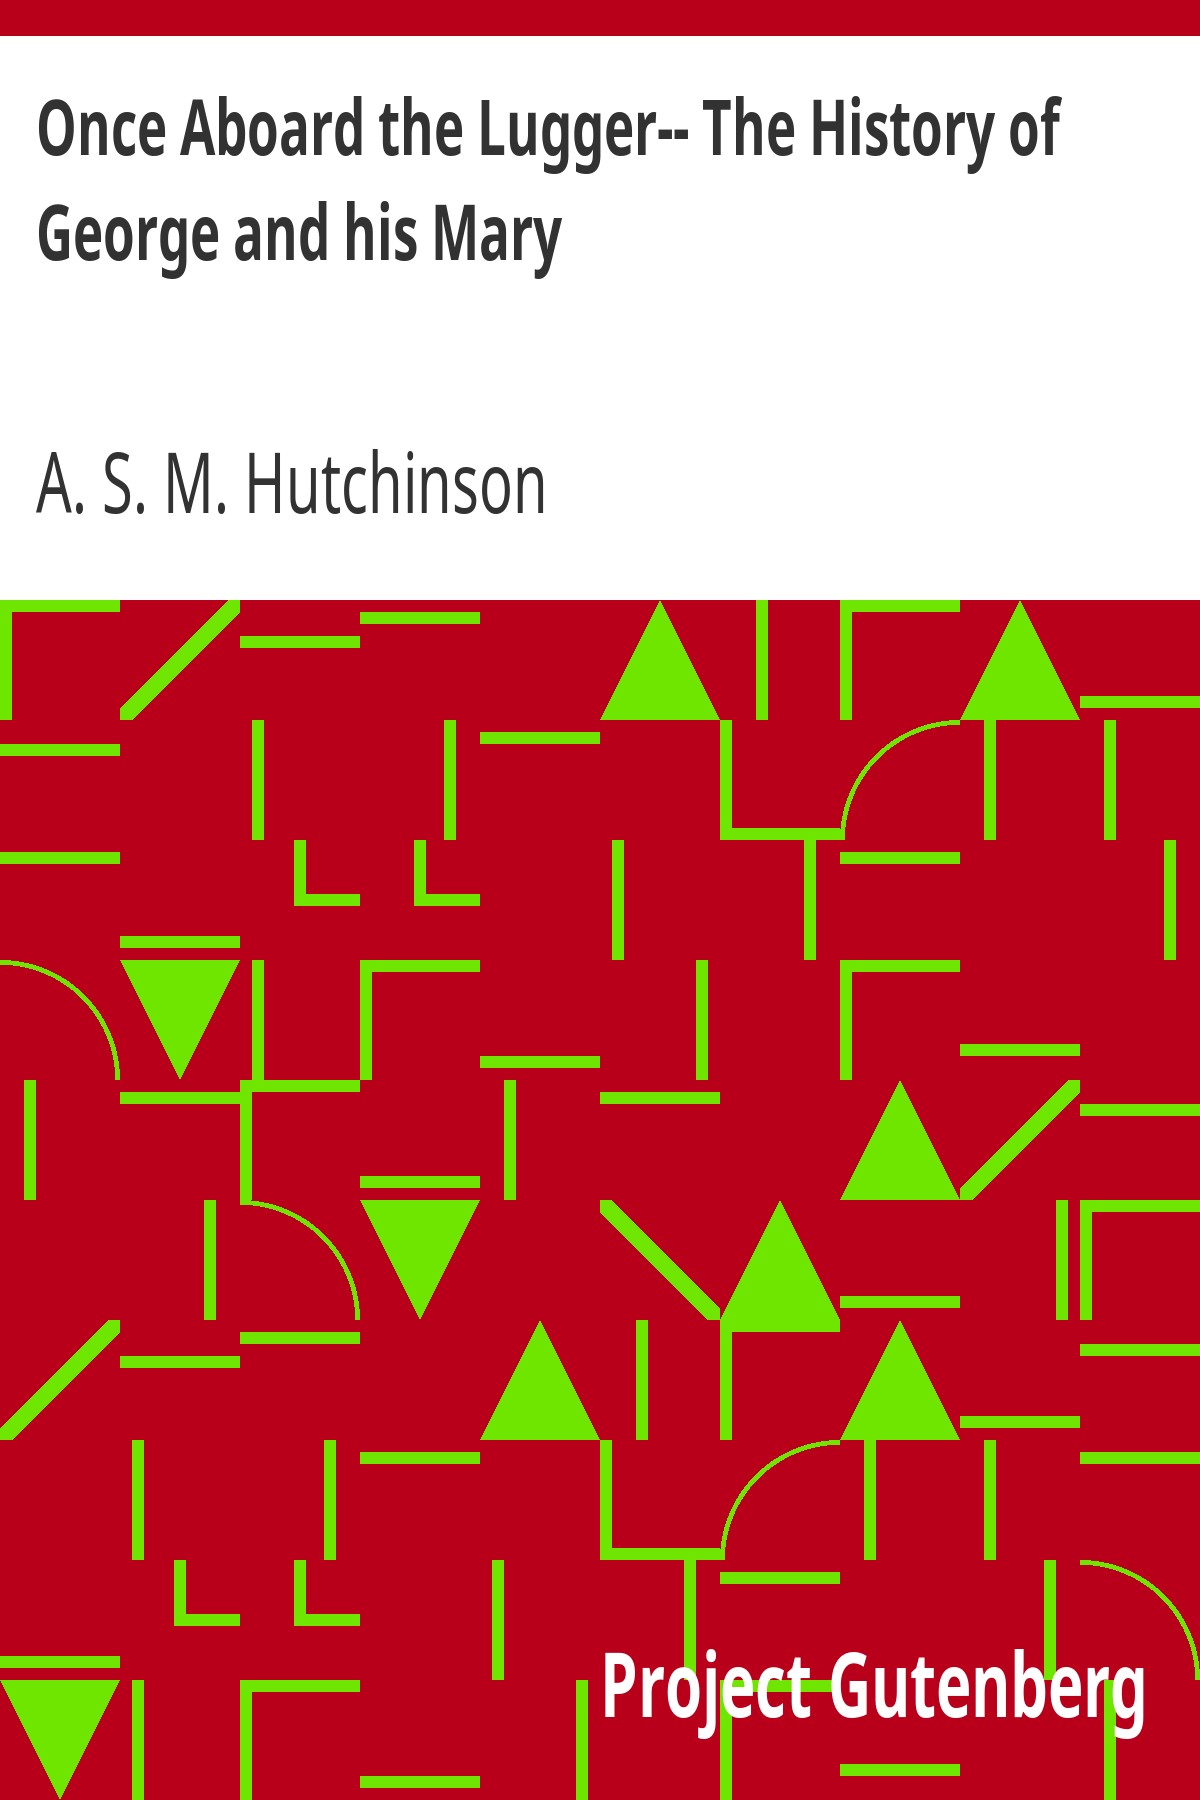 Once Aboard the Lugger-- The History of
George and his Mary
A. S. M. Hutchinson
Project Gutenberg